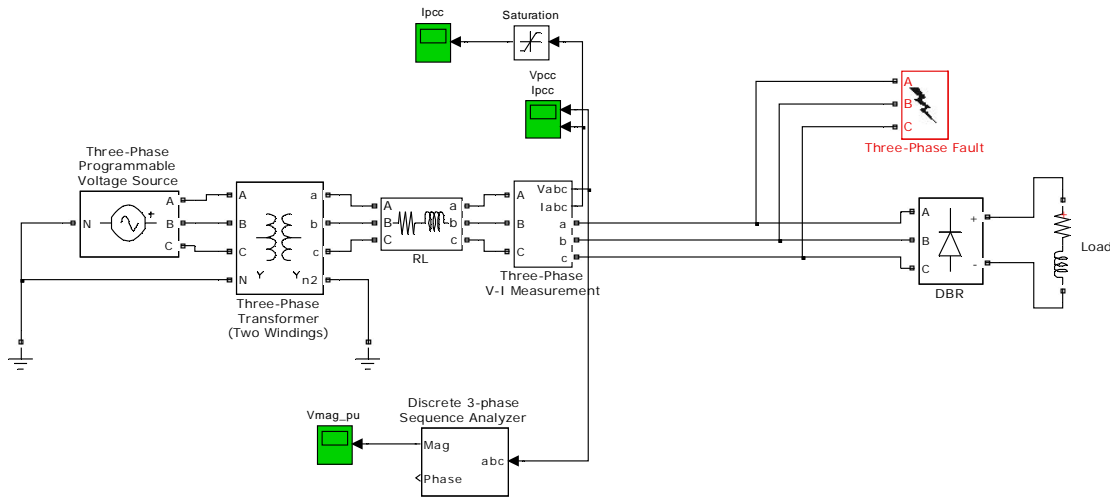 Ipcc
Saturation
Vpcc
Ipcc
A
B
C
Three-Phase Fault
Three-Phase
Programmable
Voltage Source
N
+
A
B
C
A
B
C
N
a
b
c
n2
Y
Y
Three-Phase
Transformer
(Two Windings)
A
B
C
a
b
c
RL
A
B
C
Vabc
Iabc
a
b
c
Three-Phase
V-I Measurement
A
B
C
+
-
DBR
+
Load
Vmag_pu
Discrete 3-phase
Sequence Analyzer
Mag
Phase
abc